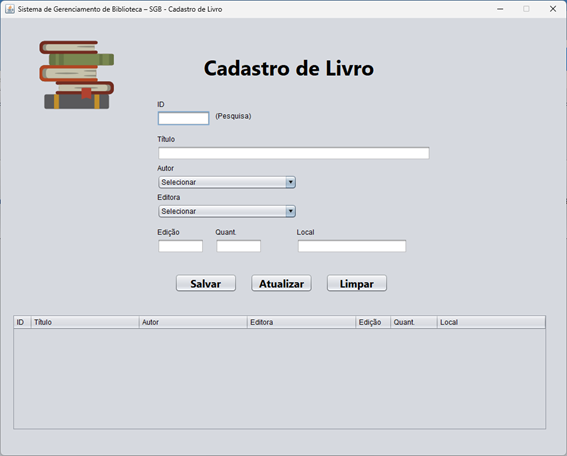 Sistema de Gerenciamento de Biblioteca – SGB - Cadastro de Livro
Cadastro de Livro
ID
(Pesquisa)
Título
Autor
Selecionar
Editora
Selecionar
Edição Quant. Local
Salvar Atualizar Limpar
ID Título Autor Editora Edição Quant. Local